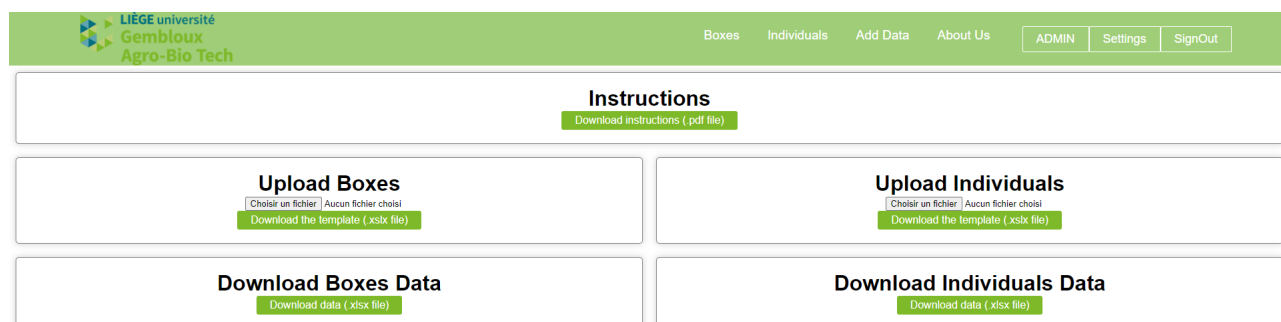 LIÈGE université
Gembloux
Agro-Bio Tech
Boxes Individuals Add Data About Us ADMIN Settings SignOut
Instructions
Download instructions (.pdf file)
Upload Boxes
Choisir un fichier Aucun fichier choisi
Download the template (.xslx file)
Upload Individuals
Choisir un fichier Aucun fichier choisi
Download the template (.xslx file)
Download Boxes Data
Download data (.xlsx file)
Download Individuals Data
Download data (.xlsx file)